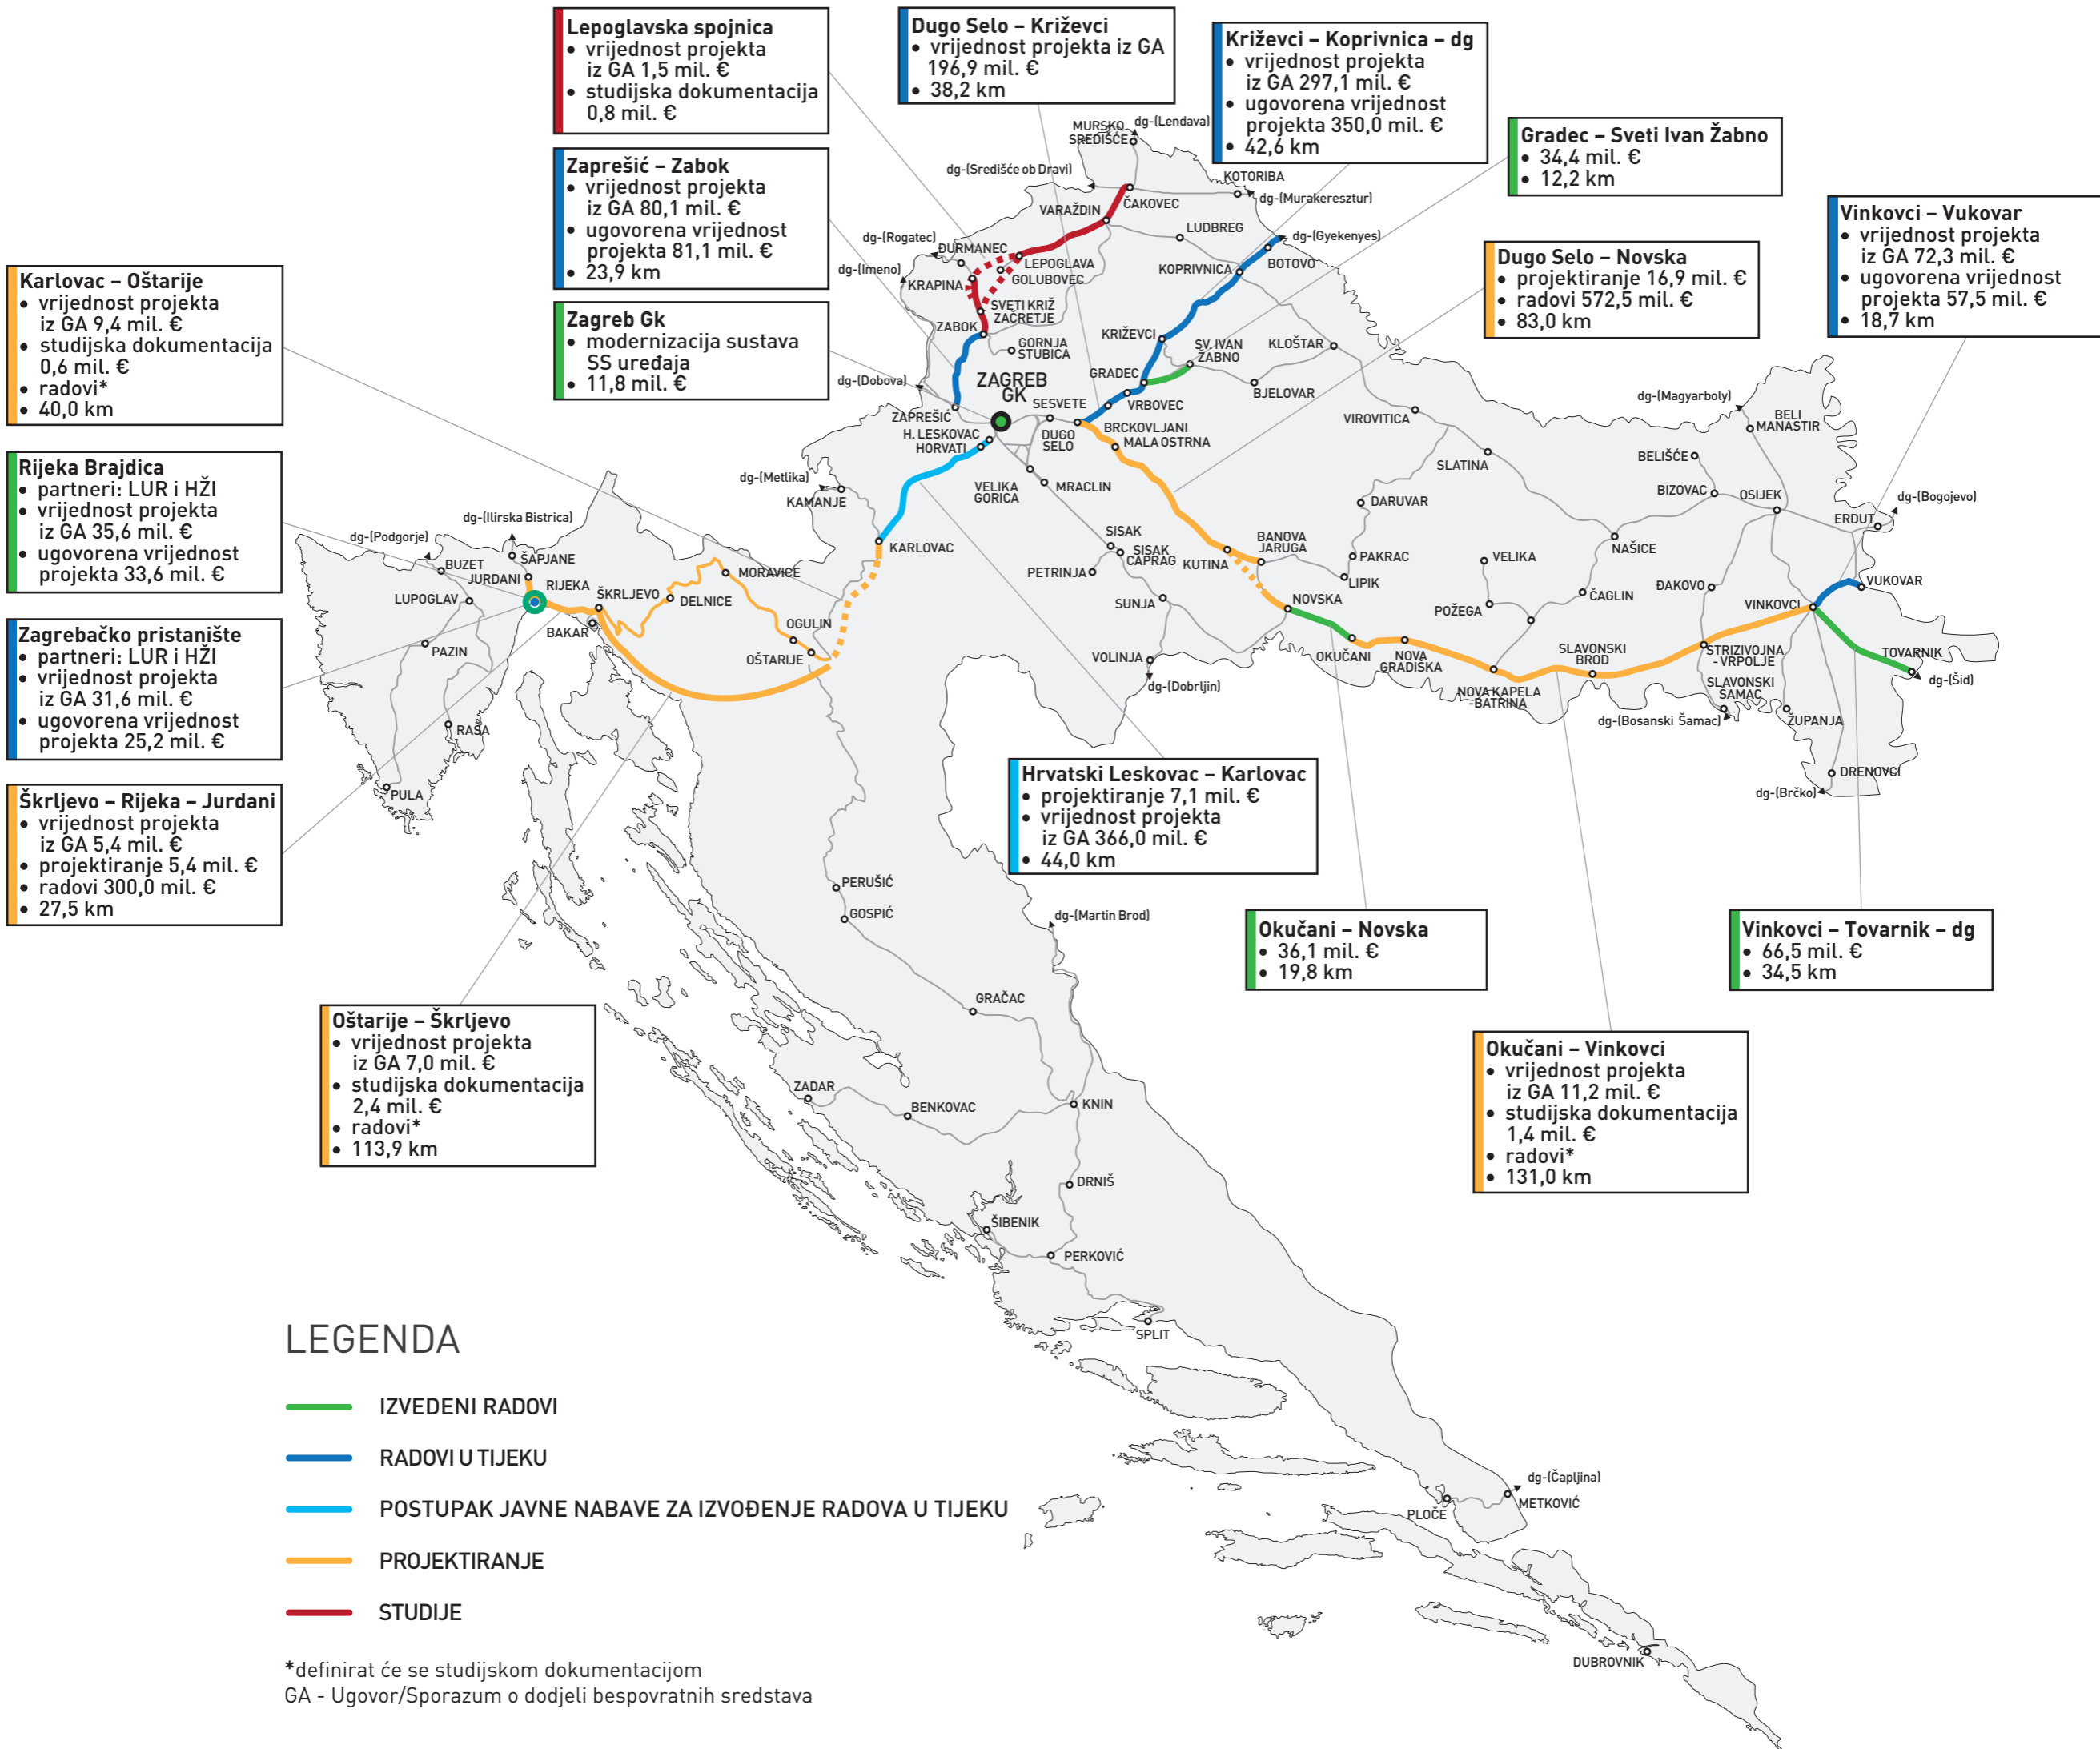 Lepoglavska spojnica
• vrijednost projekta
iz GA 1,5 mil. €
• studijska dokumentacija
0,8 mil. €
Dugo Selo – Križevci
• vrijednost projekta iz GA
196,9 mil. €
• 38,2 km
Križevci – Koprivnica – dg
• vrijednost projekta
iz GA 297,1 mil. €
• ugovorena vrijednost
projekta 350,0 mil. €
• 42,6 km
Gradec – Sveti Ivan Žabno
• 34,4 mil. €
• 12,2 km
Zaprešić – Zabok
• vrijednost projekta
iz GA 80,1 mil. €
• ugovorena vrijednost
projekta 81,1 mil. €
• 23,9 km
Vinkovci – Vukovar
• vrijednost projekta
iz GA 72,3 mil. €
• ugovorena vrijednost
projekta 57,5 mil. €
• 18,7 km
Dugo Selo – Novska
• projektiranje 16,9 mil. €
• radovi 572,5 mil. €
• 83,0 km
Karlovac – Oštarije
• vrijednost projekta
iz GA 9,4 mil. €
• studijska dokumentacija
0,6 mil. €
• radovi*
• 40,0 km
Zagreb Gk
• modernizacija sustava
SS uređaja
• 11,8 mil. €
Rijeka Brajdica
• partneri: LUR i HŽI
• vrijednost projekta
iz GA 35,6 mil. €
• ugovorena vrijednost
projekta 33,6 mil. €
Zagrebačko pristanište
• partneri: LUR i HŽI
• vrijednost projekta
iz GA 31,6 mil. €
• ugovorena vrijednost
projekta 25,2 mil. €
Škrljevo – Rijeka – Jurdani
• vrijednost projekta
iz GA 5,4 mil. €
• projektiranje 5,4 mil. €
• radovi 300,0 mil. €
• 27,5 km
Hrvatski Leskovac – Karlovac
• projektiranje 7,1 mil. €
• vrijednost projekta
iz GA 366,0 mil. €
• 44,0 km
Okučani – Novska
• 36,1 mil. €
• 19,8 km
Vinkovci – Tovarnik – dg
• 66,5 mil. €
• 34,5 km
Oštarije – Škrljevo
• vrijednost projekta
iz GA 7,0 mil. €
• studijska dokumentacija
2,4 mil. €
• radovi*
• 113,9 km
Okučani – Vinkovci
• vrijednost projekta
iz GA 11,2 mil. €
• studijska dokumentacija
1,4 mil. €
• radovi*
• 131,0 km
MURSKO
SREDIŠĆE
dg-(Lendava)
dg-(Središće ob Dravi)
KOTORIBA
dg-(Murakeresztur)
ČAKOVEC
VARAŽDIN
LUDBREG
dg-(Rogatec)
ĐURMANEC
dg-(Gyekenyes)
BOTOVO
dg-(Imeno)
LEPOGLAVA
GOLUBOVEC
KOPRIVNICA
KRAPINA
SVETI KRIŽ
ZAČRETJE
ZABOK
GORNJA
STUBICA
KRIŽEVCI
SV. IVAN
ŽABNO
KLOŠTAR
GRADEC
BJELOVAR
dg-(Dobova)
ZAGREB
GK
SESVETE
VRBOVEC
ZAPREŠIĆ
H. LESKOVAC
HORVATI
DUGO
SELO
BRCKOVLJANI
MALA OSTRNA
VIROVITICA
dg-(Magyarboly)
BELI
MANASTIR
SLATINA
BELIŠĆE
BIZOVAC
OSIJEK
dg-(Bogojevo)
ERDUT
dg-(Metlika)
KAMANJE
VELIKA
GORICA
MRACLIN
DARUVAR
dg-(Ilirska Bistrica)
dg-(Podgorje)
ŠAPJANE
BUZET
JURDANI
RIJEKA
LUPOGLAV
ŠKRLJEVO
DELNICE
MORAVICE
KARLOVAC
SISAK
SISAK
CAPRAG
PETRINJA
KUTINA
BANOVA
JARUGA
PAKRAC
LIPIK
VELIKA
NAŠICE
ĐAKOVO
VUKOVAR
BAKAR
PAZIN
OGULIN
OŠTARIJE
SUNJA
NOVSKA
POŽEGA
ČAGLIN
VINKOVCI
VOLINJA
dg-(Dobrljin)
OKUČANI
NOVA
GRADIŠKA
NOVA KAPELA
-BATRINA
SLAVONSKI
BROD
STRIZIVOJNA
-VRPOLJE
SLAVONSKI
ŠAMAC
dg-(Bosanski Šamac)
ŽUPANJA
TOVARNIK
dg-(Šid)
DRENOVCI
dg-(Brčko)
RAŠA
PULA
PERUŠIĆ
GOSPIĆ
dg-(Martin Brod)
GRAČAC
ZADAR
BENKOVAC
KNIN
DRNIŠ
ŠIBENIK
PERKOVIĆ
SPLIT
dg-(Čapljina)
METKOVIĆ
PLOČE
DUBROVNIK
LEGENDA
IZVEDENI RADOVI
RADOVI U TIJEKU
POSTUPAK JAVNE NABAVE ZA IZVOĐENJE RADOVA U TIJEKU
PROJEKTIRANJE
STUDIJE
*definirat će se studijskom dokumentacijom
GA - Ugovor/Sporazum o dodjeli bespovratnih sredstava